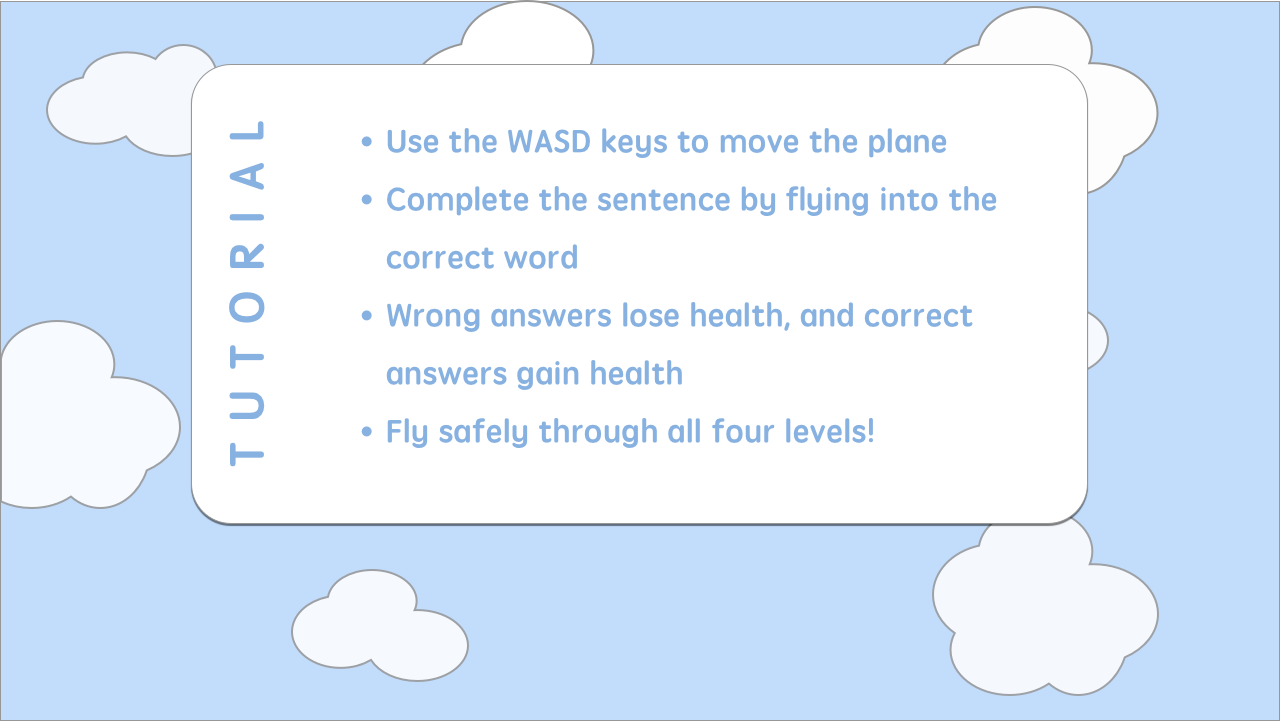 TUTORIAL
• Use the WASD keys to move the plane
• Complete the sentence by flying into the
correct word
• Wrong answers lose health, and correct
answers gain health
• Fly safely through all four levels!